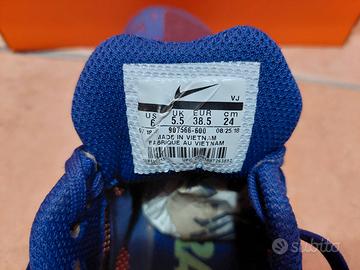 VJ
US UK EUR cm
6 5.5 38.5 24
907566-600 08/25/18
MADE IN VIETNAM
FABRIQUE AU VIETNAM
subito